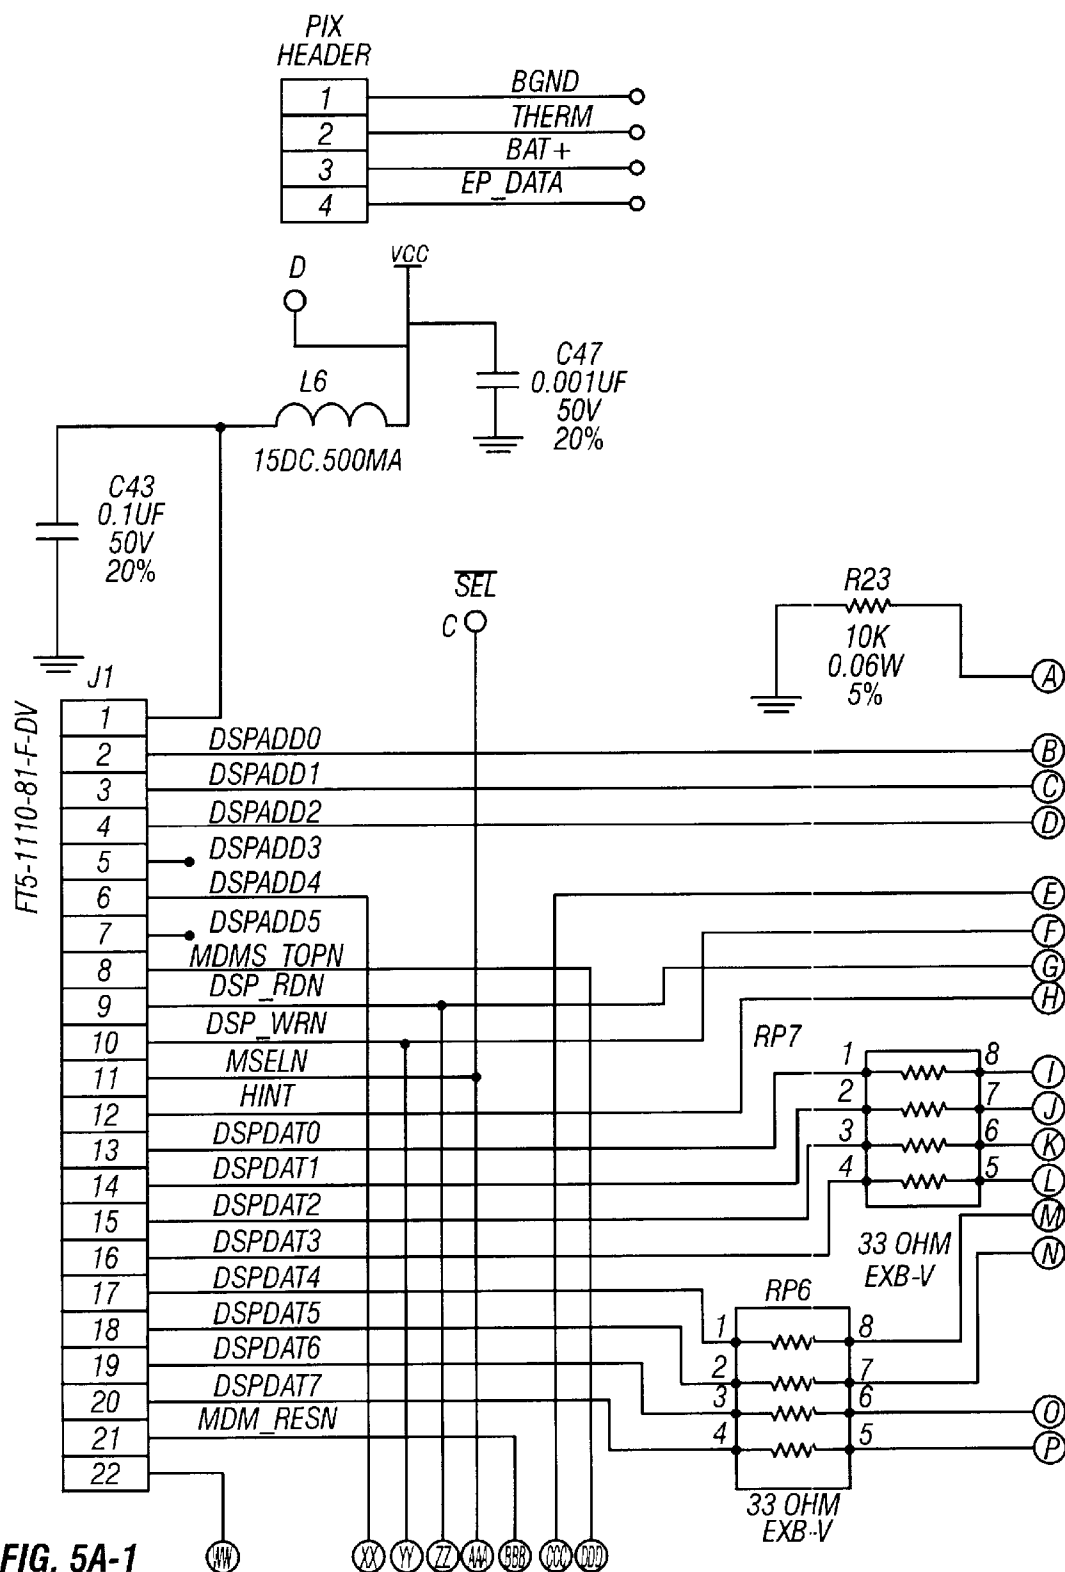 PIX
HEADER
1 BGND
2 THERM
3 BAT+
4 EP_DATA
D
VCC
L6
15DC.500MA
C47
0.001UF
50V
20%
C43
0.1UF
50V
20%
SEL
C
R23
10K
0.06W
5%
A
J1
FT5-1110-81-F-DV
1
2 DSPADD0 B
3 DSPADD1 C
4 DSPADD2 D
5 DSPADD3
6 DSPADD4 E
7 DSPADD5 F
8 MDMS_TOPN G
9 DSP_RDN H
10 DSP_WRN
11 MSELN
12 HINT
13 DSPDAT0
14 DSPDAT1
15 DSPDAT2
16 DSPDAT3
17 DSPDAT4
18 DSPDAT5
19 DSPDAT6
20 DSPDAT7
21 MDM_RESN
22
RP7
1 8 I
2 7 J
3 6 K
4 5 L
33 OHM
EXB-V
M
N
RP6
1 8
2 7
3 6 O
4 5 P
33 OHM
EXB-V
WW XX YY ZZ AAA BBB CCC DDD
FIG. 5A-1